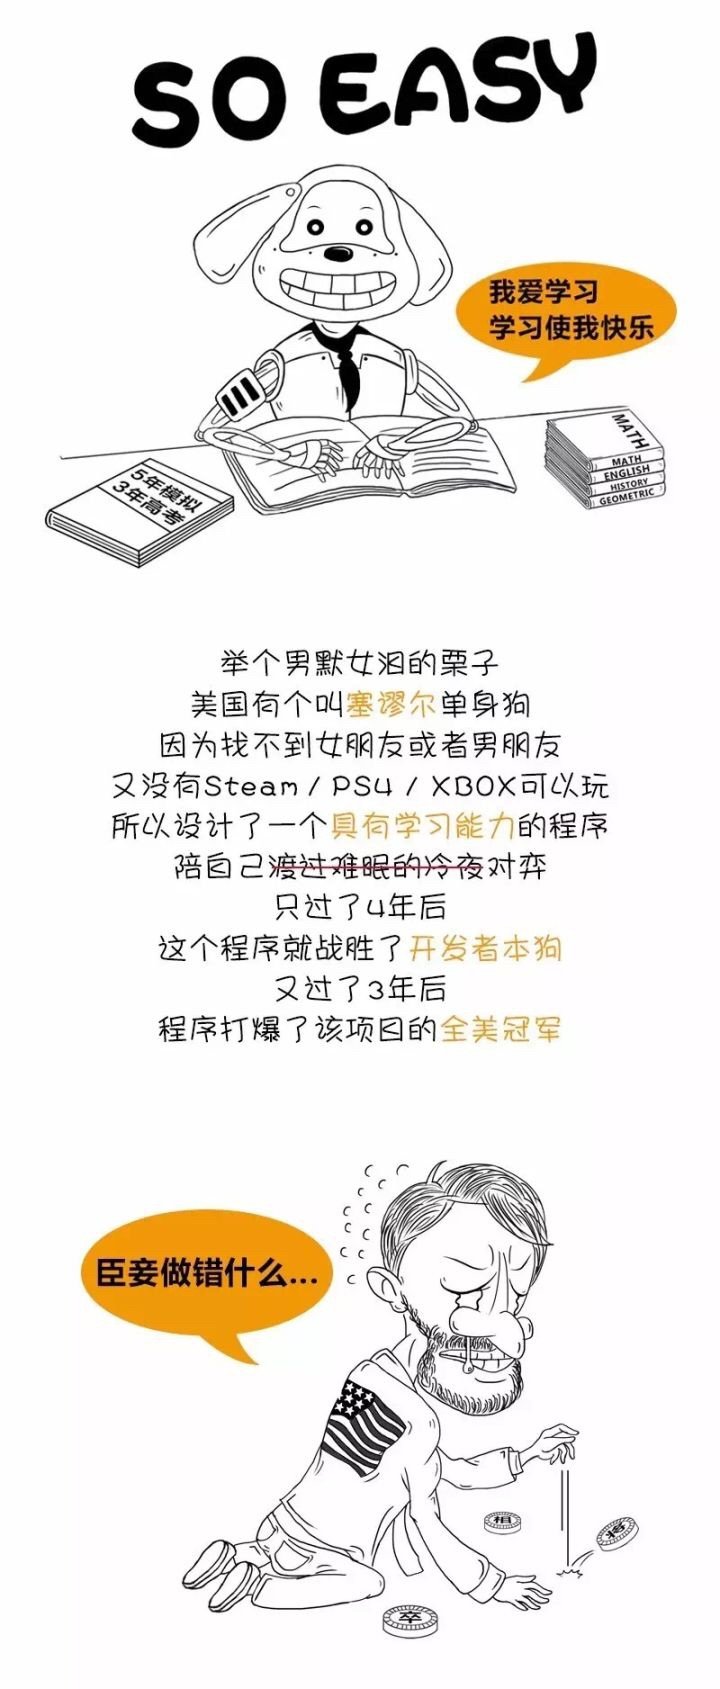 SO EASY
我爱学习
学习使我快乐
5年模拟
3年高考
MATH
MATH
ENGLISH
HISTORY
GEOMETRIC
举个男默女泪的栗子
美国有个叫塞谬尔单身狗
因为找不到女朋友或者男朋友
又没有Steam / PS4 / XBOX可以玩
所以设计了一个具有学习能力的程序
陪自己渡过难眠的冷夜对弈
只过了4年后
这个程序就战胜了开发者本狗
又过了3年后
程序打爆了该项目的全美冠军
臣妾做错什么...
相
卒